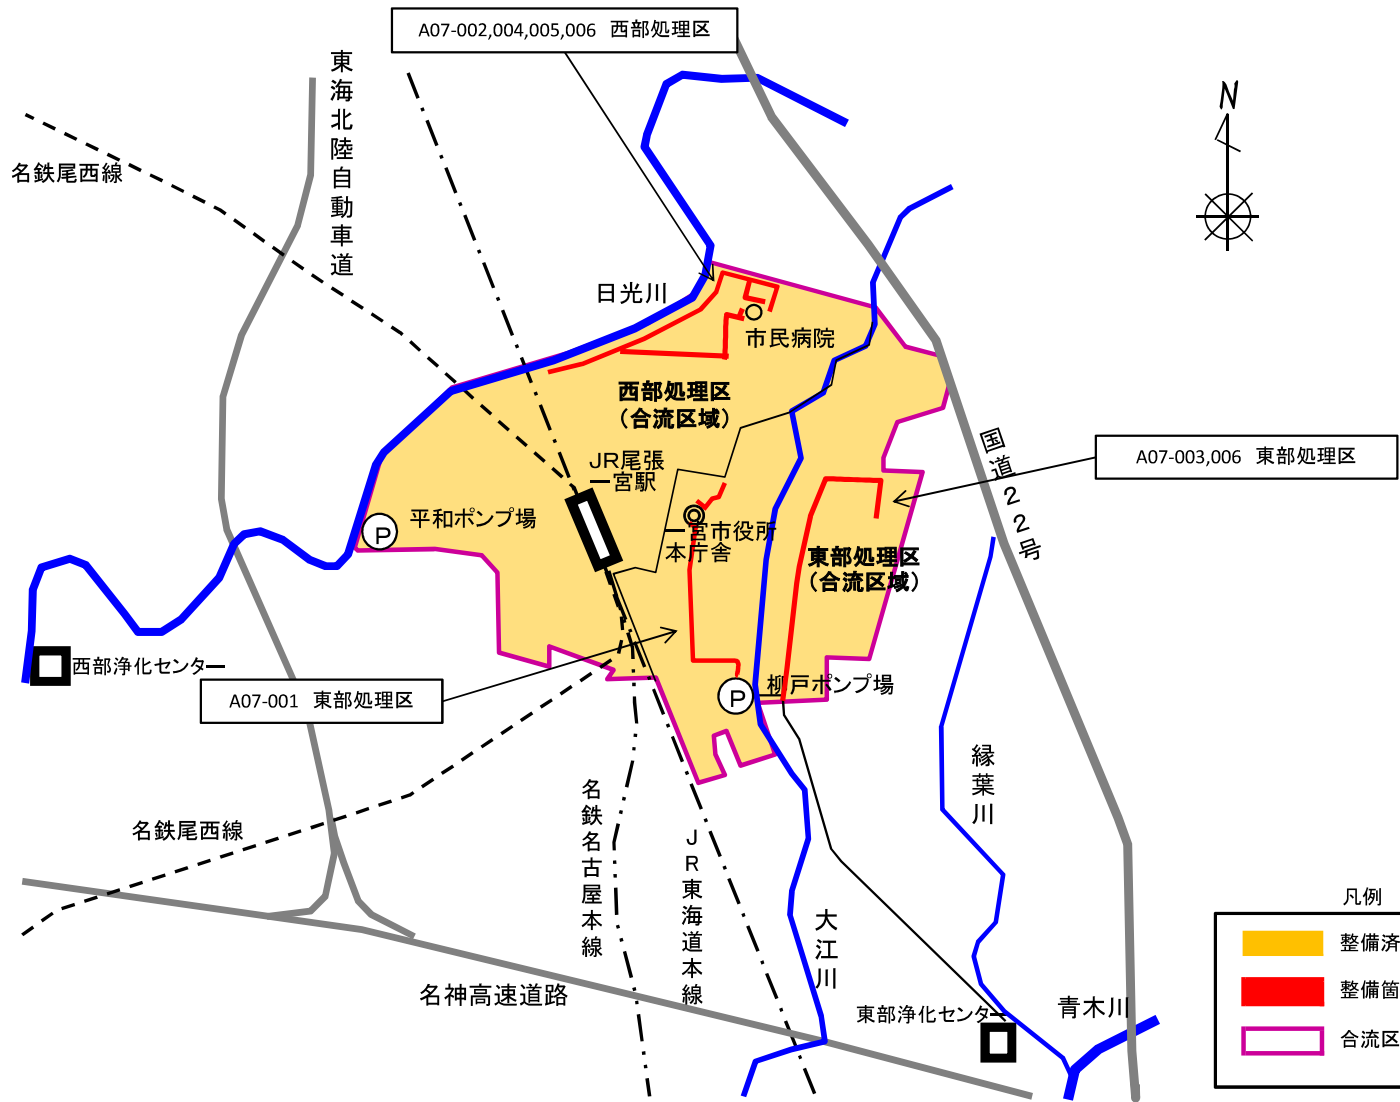 A07-002,004,005,006 西部処理区
東海北陸自動車道
N
名鉄尾西線
日光川
市民病院
西部処理区
（合流区域）
国道２２号
A07-003,006 東部処理区
ＪＲ尾張
一宮駅
平和ポンプ場
P
一宮市役所
本庁舎
東部処理区
（合流区域）
西部浄化センター
A07-001 東部処理区
P
柳戸ポンプ場
縁葉川
名鉄尾西線
名鉄名古屋本線
ＪＲ東海道本線
大江川
名神高速道路
東部浄化センター
青木川
凡例
整備済
整備箇
合流区